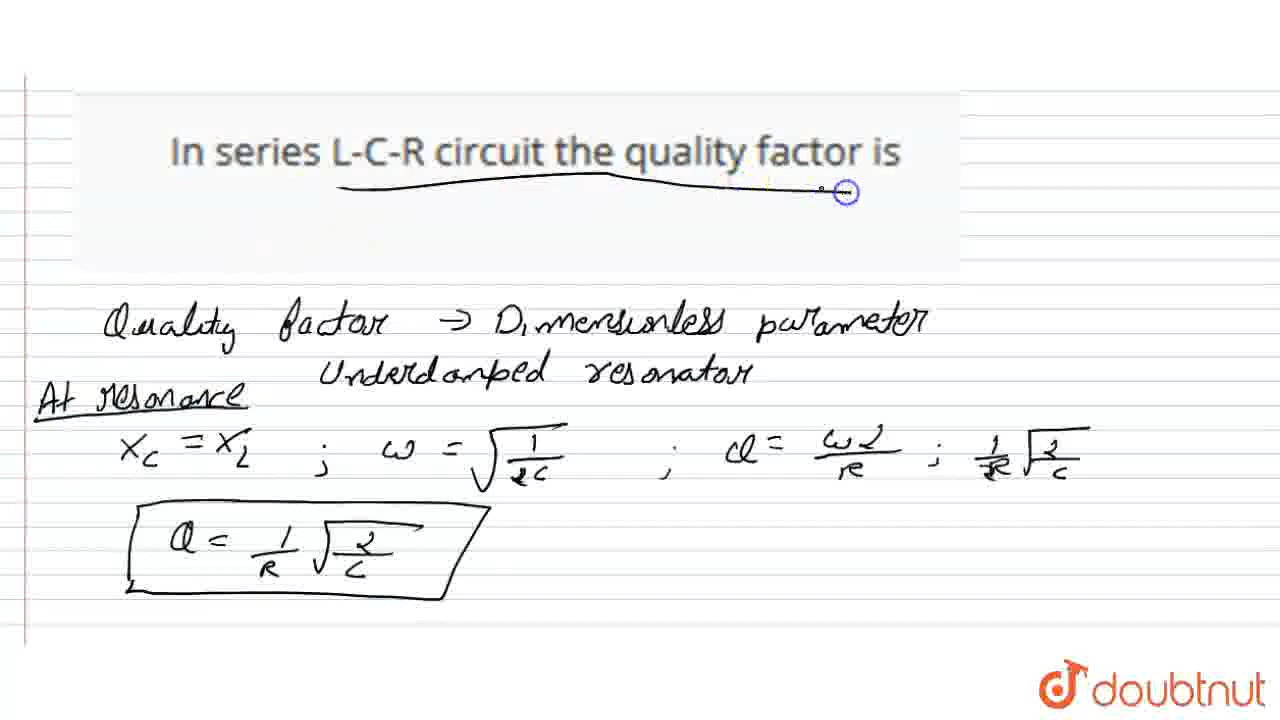 In series L-C-R circuit the quality factor is
Quality factor → Dimensionless parameter
Underdamped resonator
At resonance
Xc = XL ; ω = √(1/LC) ; Q = ωL/R ; 1/R √(L/C)
Q = 1/R √(L/C)
doubtnut